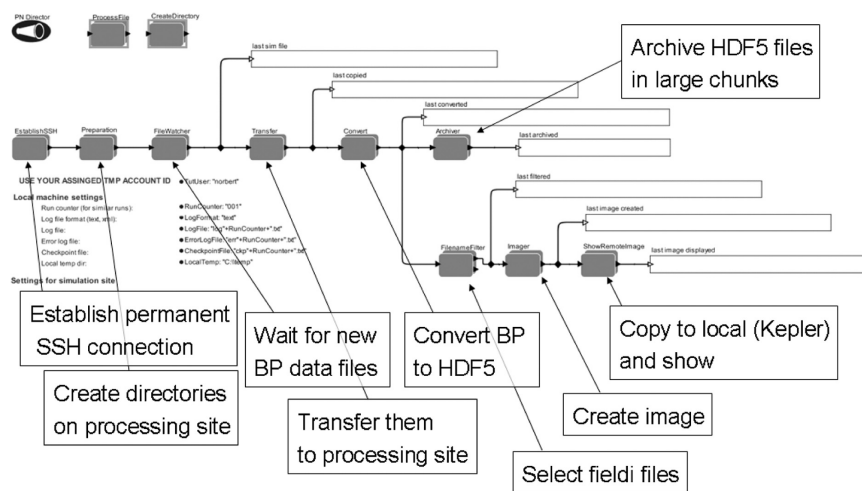 PN Director
ProcessFile
CreateDirectory
last sim file
Archive HDF5 files
in large chunks
last copied
last converted
EstablishSSH
Preparation
FileWatcher
Transfer
Convert
Archiver
last archived
USE YOUR ASSINGED TMP ACCOUNT ID
TutUser: "norbert"
last filtered
Local machine settings
Run counter (for similar runs):
RunCounter: "001"
Log file format (text, xml):
LogFormat: "text"
last image created
Log file:
LogFile: "log"+RunCounter+".txt"
Error log file:
ErrorLogFile: "err"+RunCounter+".txt"
Checkpoint file:
CheckpointFile: "ckp"+RunCounter+".txt"
FilenameFilter
Imager
ShowRemoteImage
Local temp dir:
last image displayed
Settings for simulation site
Establish permanent
SSH connection
Wait for new
BP data files
Convert BP
to HDF5
Copy to local (Kepler)
and show
Create directories
on processing site
Transfer them
to processing site
Create image
Select fieldi files